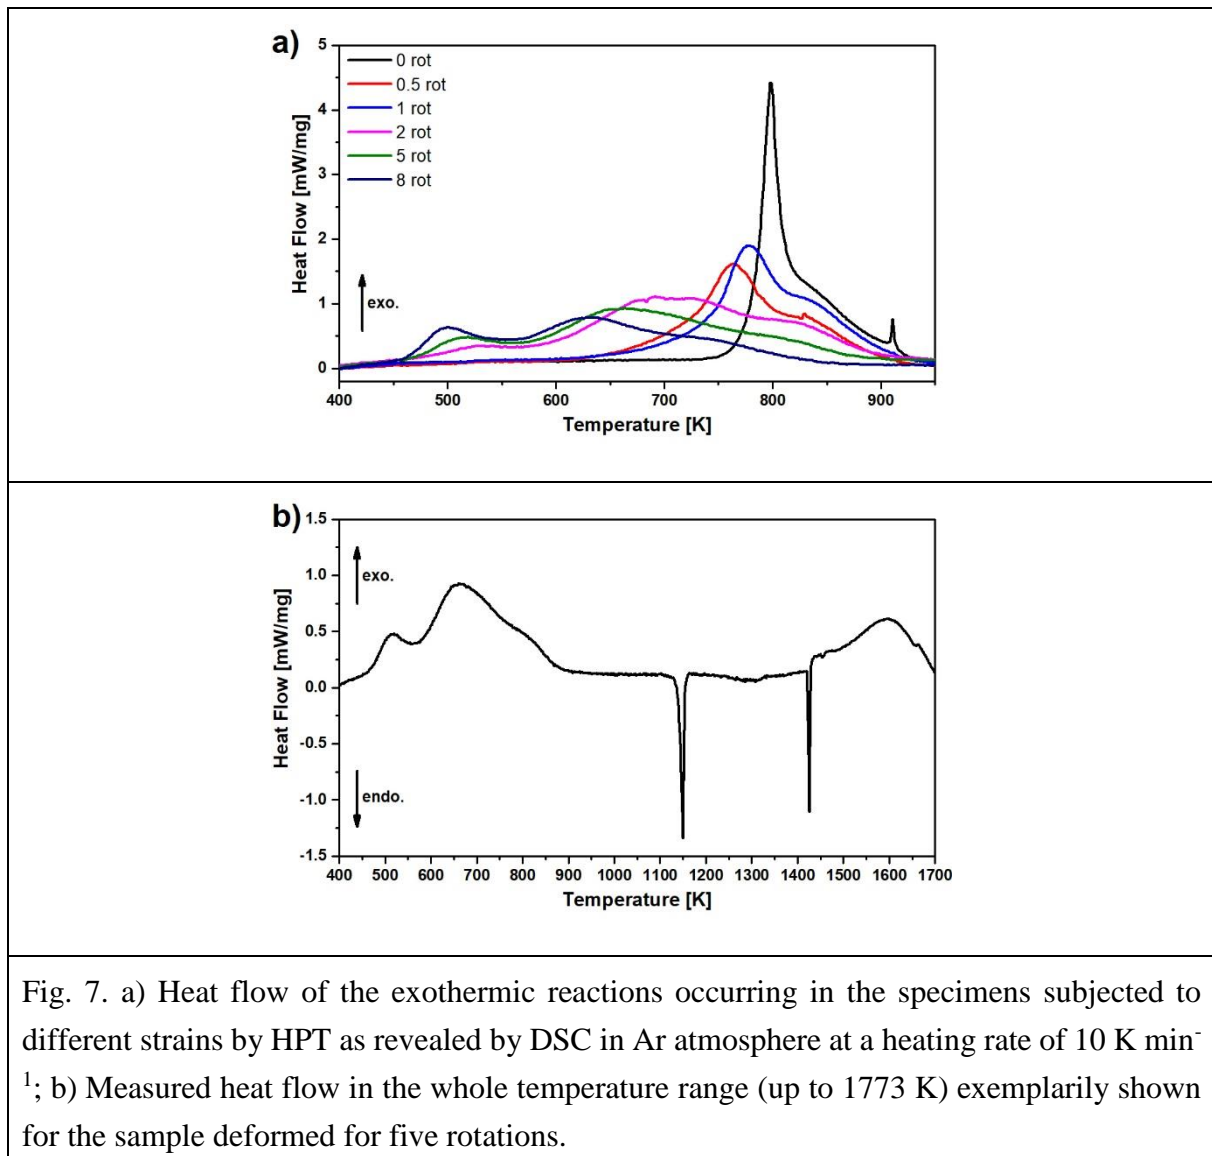 a)
5
4
3
2
1
0
Heat Flow [mW/mg]
0 rot
0.5 rot
1 rot
2 rot
5 rot
8 rot
exo.
400 500 600 700 800 900
Temperature [K]
b)
1.5
1.0
0.5
0.0
-0.5
-1.0
-1.5
Heat Flow [mW/mg]
exo.
endo.
400 500 600 700 800 900 1000 1100 1200 1300 1400 1500 1600 1700
Temperature [K]
Fig. 7. a) Heat flow of the exothermic reactions occurring in the specimens subjected to
different strains by HPT as revealed by DSC in Ar atmosphere at a heating rate of 10 K min-
1; b) Measured heat flow in the whole temperature range (up to 1773 K) exemplarily shown
for the sample deformed for five rotations.